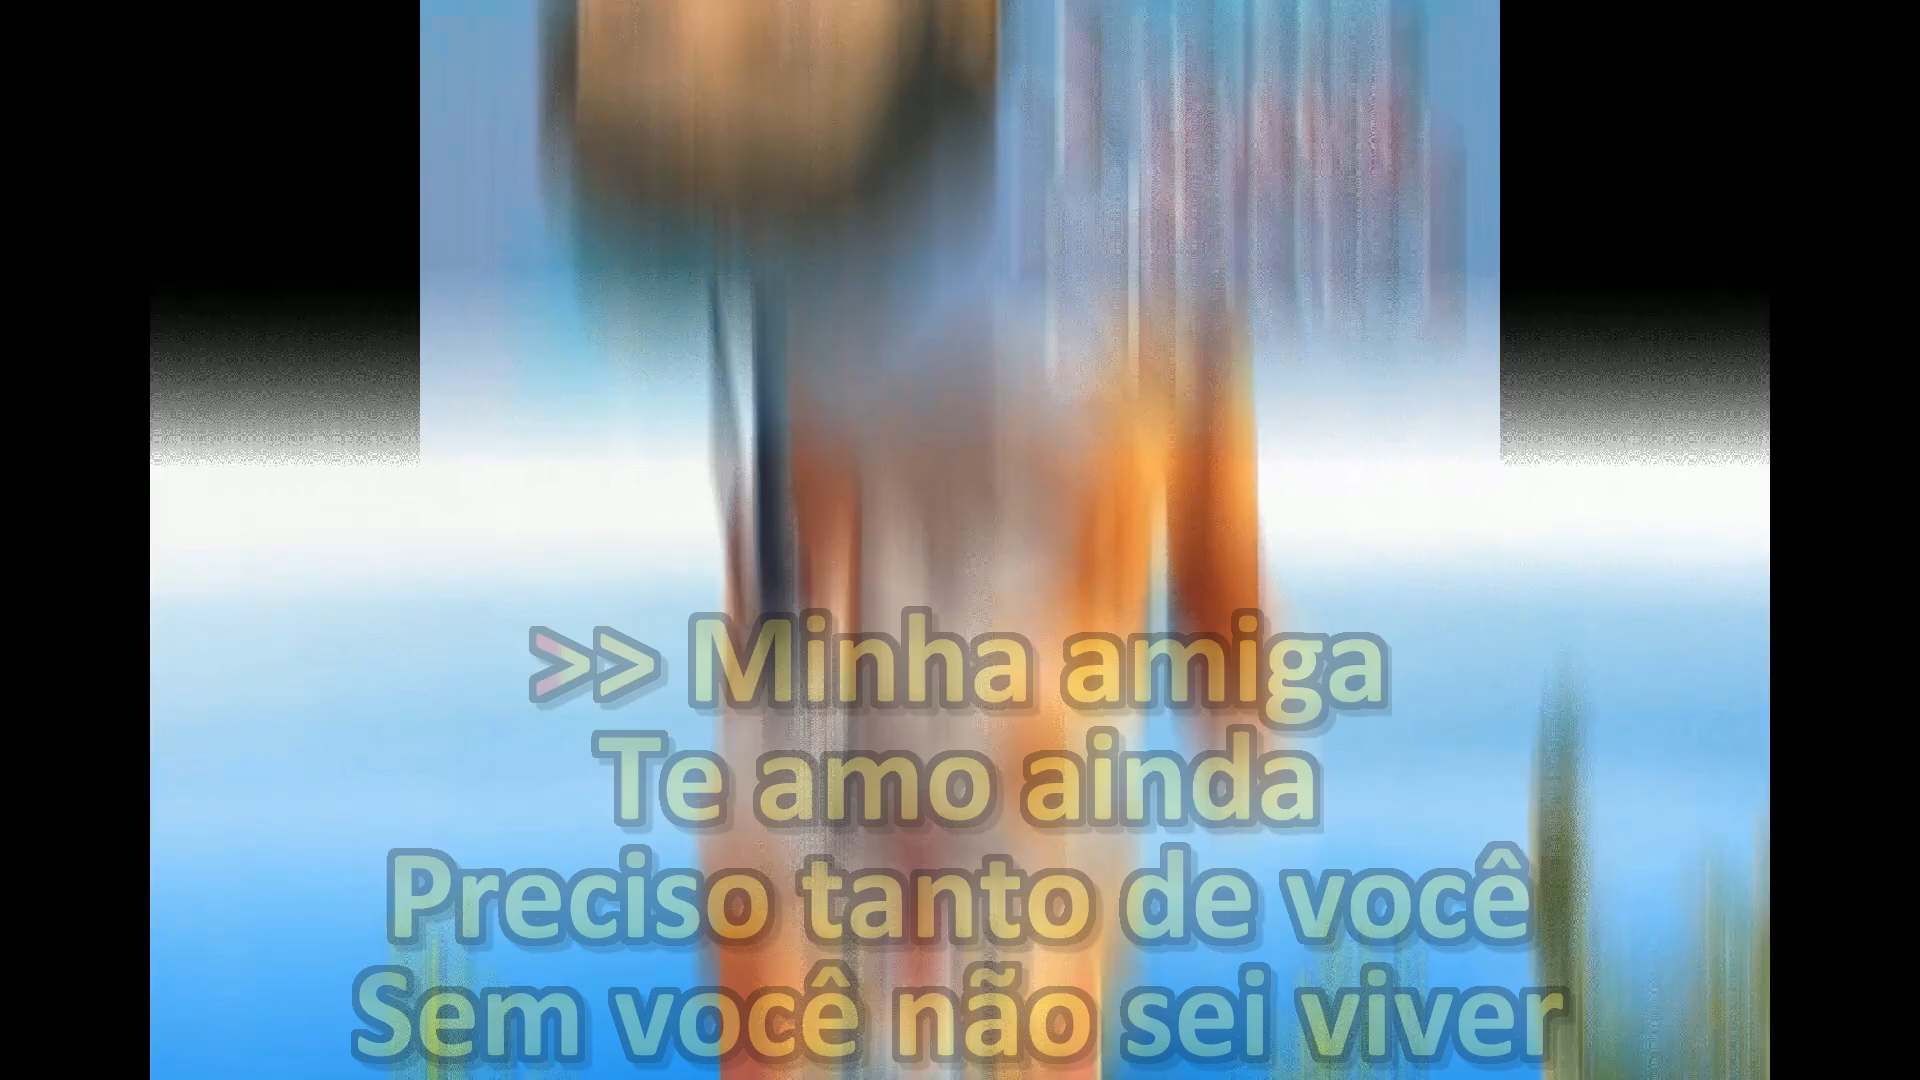 >> Minha amiga
Te amo ainda
Preciso tanto de você
Sem você não sei viver